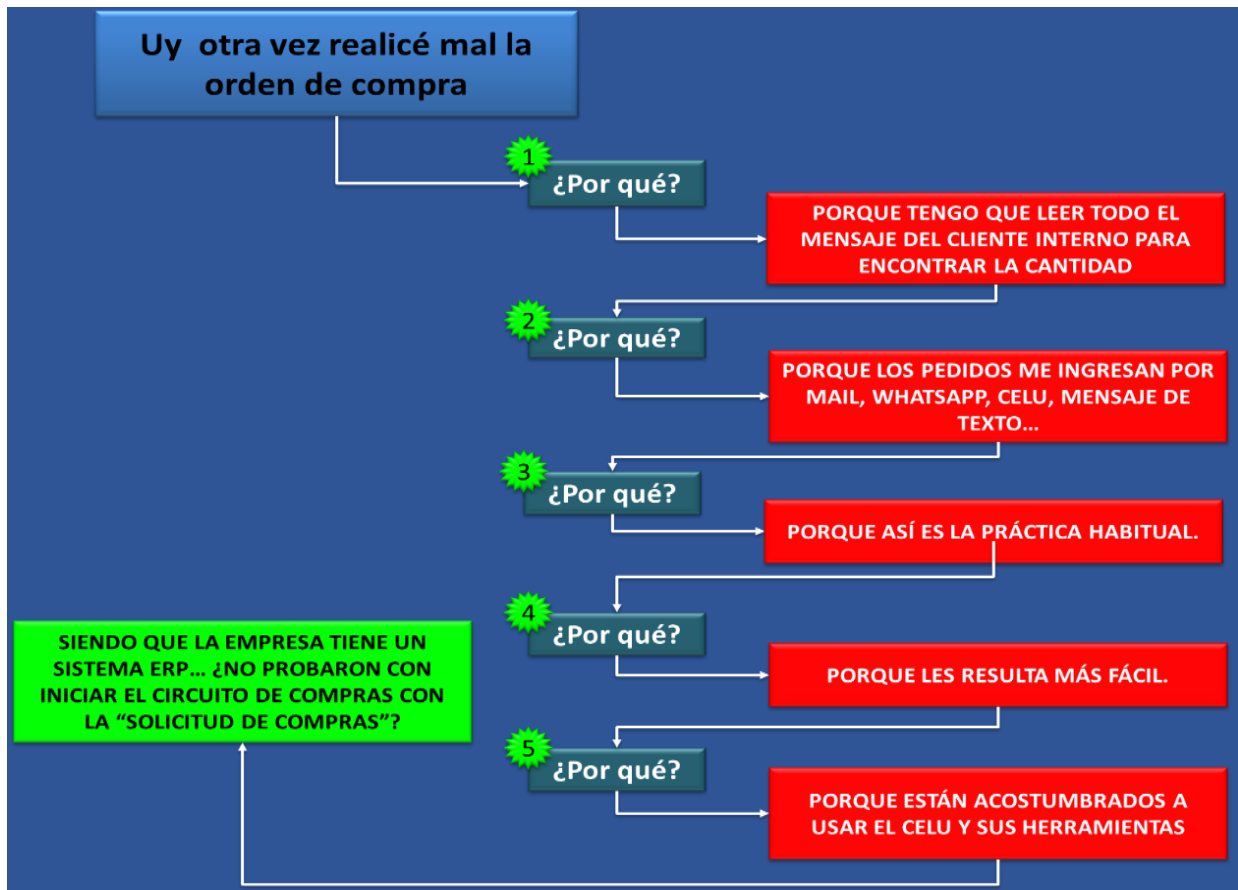 Uy otra vez realicé mal la
orden de compra
1
¿Por qué?
PORQUE TENGO QUE LEER TODO EL
MENSAJE DEL CLIENTE INTERNO PARA
ENCONTRAR LA CANTIDAD
2
¿Por qué?
PORQUE LOS PEDIDOS ME INGRESAN POR
MAIL, WHATSAPP, CELU, MENSAJE DE
TEXTO...
3
¿Por qué?
PORQUE ASÍ ES LA PRÁCTICA HABITUAL.
4
¿Por qué?
PORQUE LES RESULTA MÁS FÁCIL.
5
¿Por qué?
PORQUE ESTÁN ACOSTUMBRADOS A
USAR EL CELU Y SUS HERRAMIENTAS
SIENDO QUE LA EMPRESA TIENE UN
SISTEMA ERP... ¿NO PROBARON CON
INICIAR EL CIRCUITO DE COMPRAS CON
LA “SOLICITUD DE COMPRAS”?